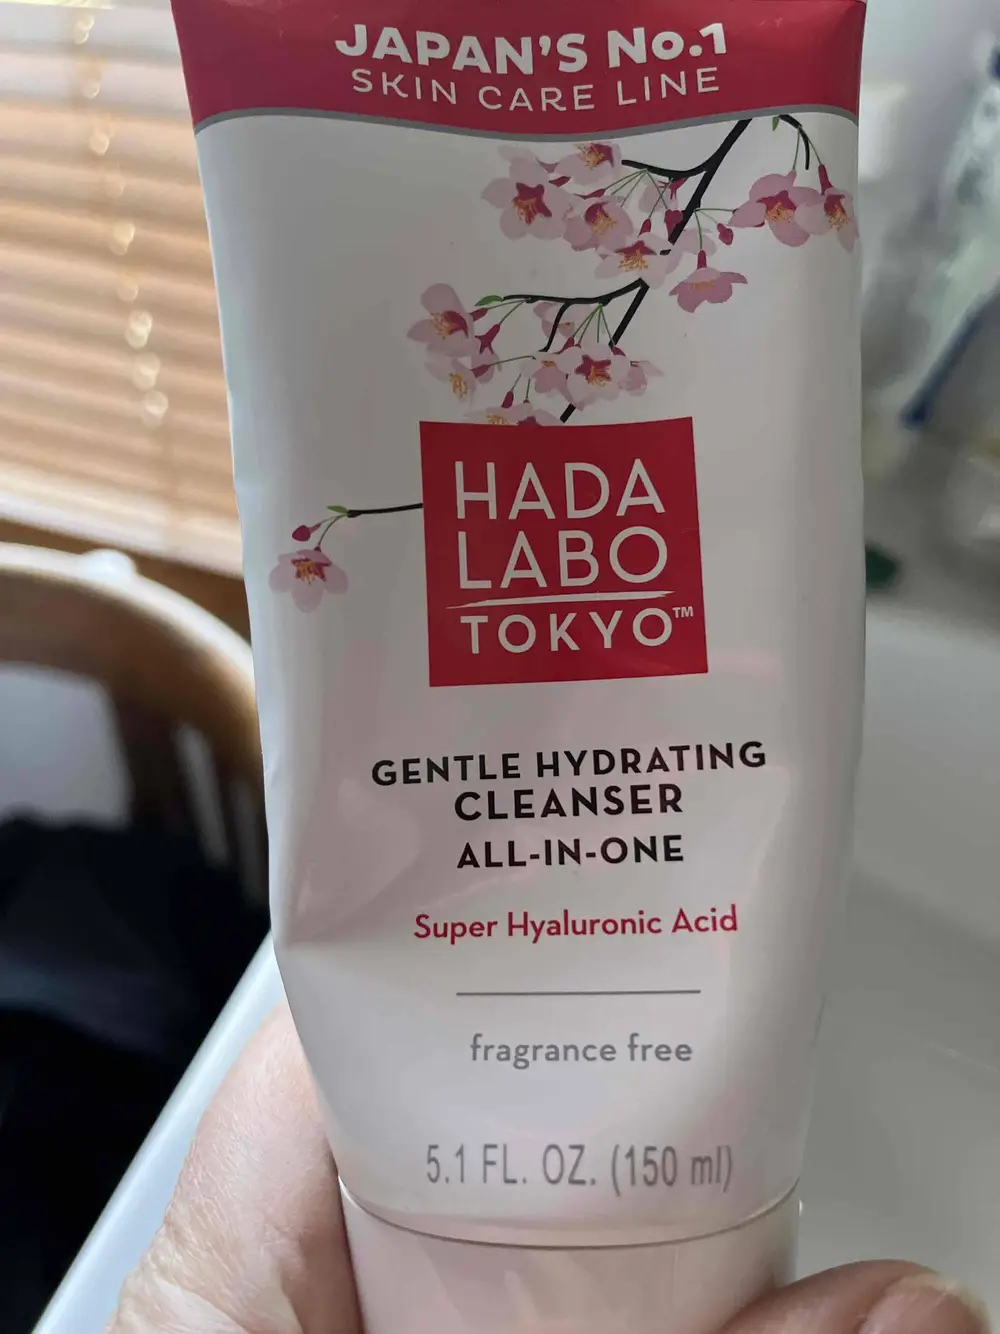 JAPAN'S No.1
SKIN CARE LINE
HADA
LABO
TOKYO™
GENTLE HYDRATING
CLEANSER
ALL-IN-ONE
Super Hyaluronic Acid
fragrance free
5.1 FL. OZ. (150 ml)